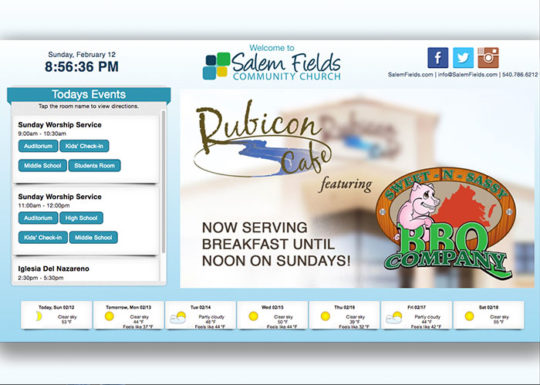 Sunday, February 12
8:56:36 PM
Welcome to
Salem Fields
COMMUNITY CHURCH
SalemFields.com | info@SalemFields.com | 540.786.6212
Todays Events
Tap the room name to view directions.
Sunday Worship Service
9:00am - 10:30am
Auditorium
Kids' Check-in
Middle School
Students Room
Sunday Worship Service
11:00am - 12:00pm
Auditorium
High School
Kids' Check-in
Middle School
Iglesia Del Nazareno
2:30pm - 5:30pm
Rubicon
Cafe
featuring
SWEET-N-SASSY
BBQ
COMPANY
NOW SERVING
BREAKFAST UNTIL
NOON ON SUNDAYS!
Today, Sun 02/12
Clear sky
53 °F
Tomorrow, Mon 02/13
Clear sky
44 °F
Feels like 37 °F
Tue 02/14
Partly cloudy
48 °F
Feels like 44 °F
Wed 02/15
Clear sky
50 °F
Feels like 44 °F
Thu 02/16
Clear sky
39 °F
Feels like 32 °F
Fri 02/17
Partly cloudy
44 °F
Feels like 42 °F
Sat 02/18
Clear sky
55 °F